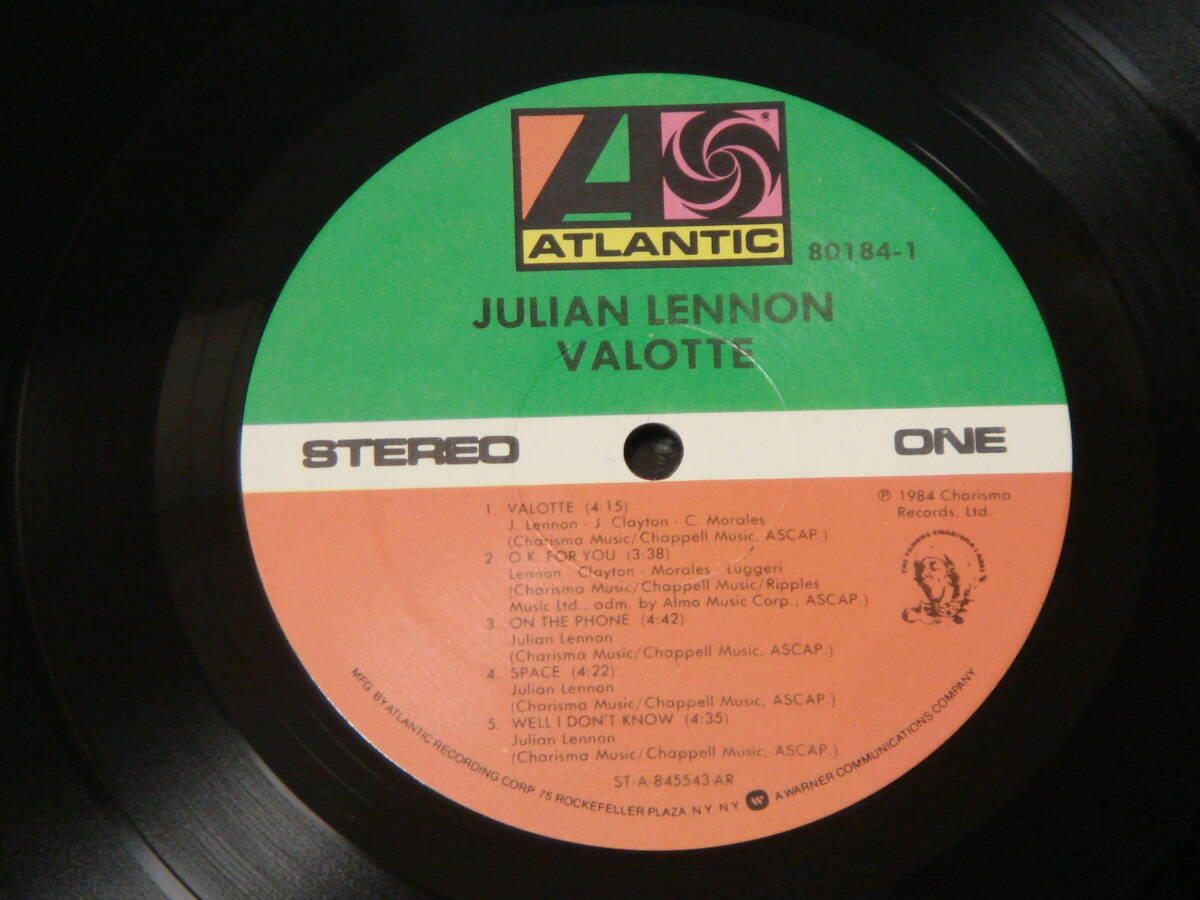 ATLANTIC
®
80184-1
JULIAN LENNON
VALOTTE
STEREO
ONE
℗ 1984 Charisma
Records, Ltd.
THE FAMOUS CHARISMA LABEL
1. VALOTTE (4:15)
J. Lennon · J. Clayton · C. Morales
(Charisma Music/Chappell Music, ASCAP.)
2. O.K. FOR YOU (3:38)
Lennon · Clayton · Morales · Luggeri
(Charisma Music/Chappell Music/Ripples
Music Ltd., adm. by Almo Music Corp., ASCAP.)
3. ON THE PHONE (4:42)
Julian Lennon
(Charisma Music/Chappell Music, ASCAP.)
4. SPACE (4:22)
Julian Lennon
(Charisma Music/Chappell Music, ASCAP.)
5. WELL I DON'T KNOW (4:35)
Julian Lennon
(Charisma Music/Chappell Music, ASCAP.)
ST-A-845543-AR
MFG. BY ATLANTIC RECORDING CORP. 75 ROCKEFELLER PLAZA. N.Y. N.Y. A WARNER COMMUNICATIONS COMPANY